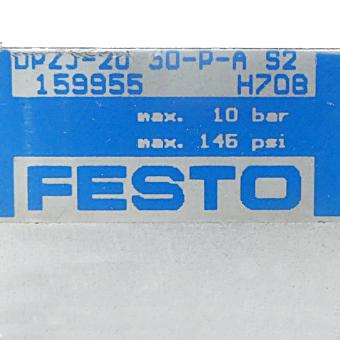 DPZJ-20 30-P-A S2
159955 H708
max. 10 bar
max. 145 psi
FESTO